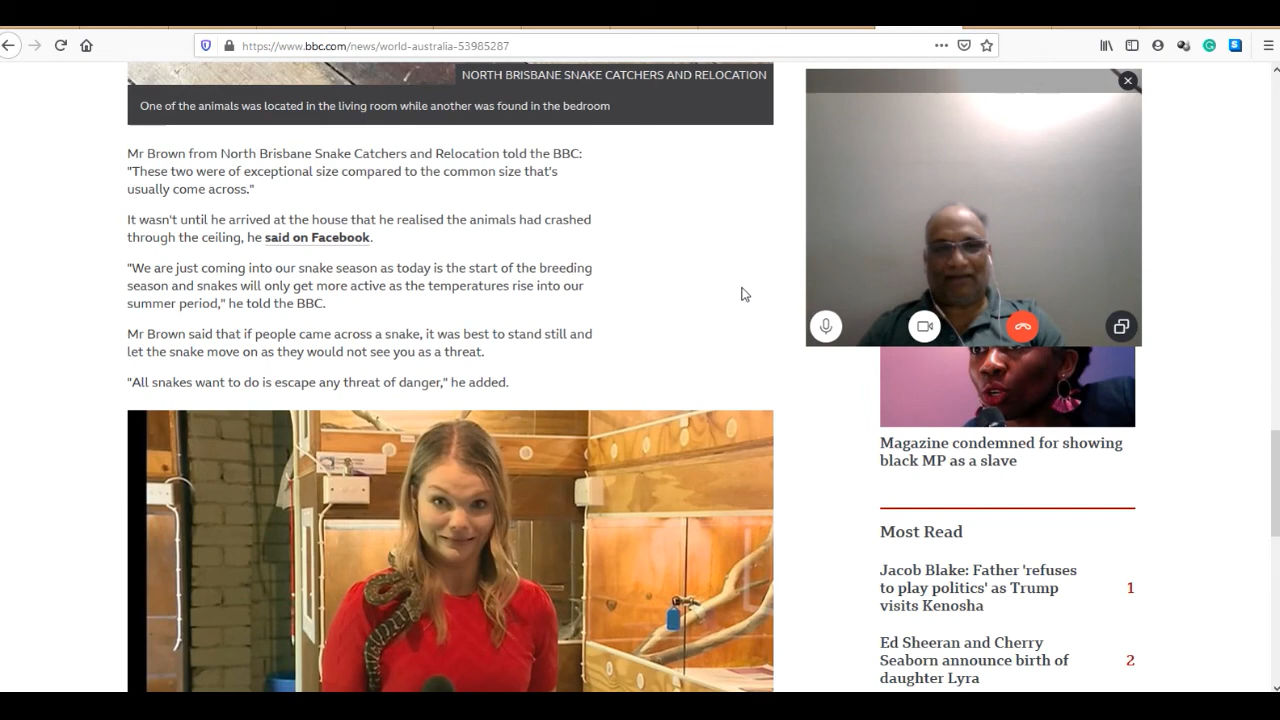 https://www.bbc.com/news/world-australia-53985287
NORTH BRISBANE SNAKE CATCHERS AND RELOCATION
One of the animals was located in the living room while another was found in the bedroom
Mr Brown from North Brisbane Snake Catchers and Relocation told the BBC:
"These two were of exceptional size compared to the common size that's
usually come across."
It wasn't until he arrived at the house that he realised the animals had crashed
through the ceiling, he said on Facebook.
"We are just coming into our snake season as today is the start of the breeding
season and snakes will only get more active as the temperatures rise into our
summer period," he told the BBC.
Mr Brown said that if people came across a snake, it was best to stand still and
let the snake move on as they would not see you as a threat.
"All snakes want to do is escape any threat of danger," he added.
Magazine condemned for showing
black MP as a slave
Most Read
Jacob Blake: Father 'refuses
to play politics' as Trump
visits Kenosha
1
Ed Sheeran and Cherry
Seaborn announce birth of
daughter Lyra
2